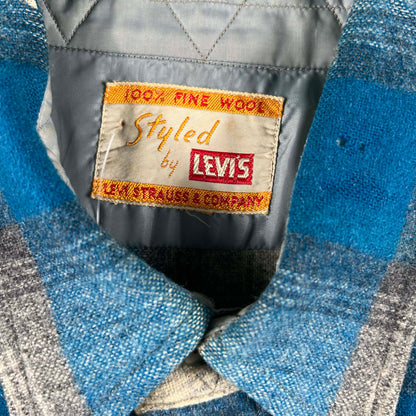 100% FINE WOOL
Styled
by LEVI'S
LEVI STRAUSS & COMPANY